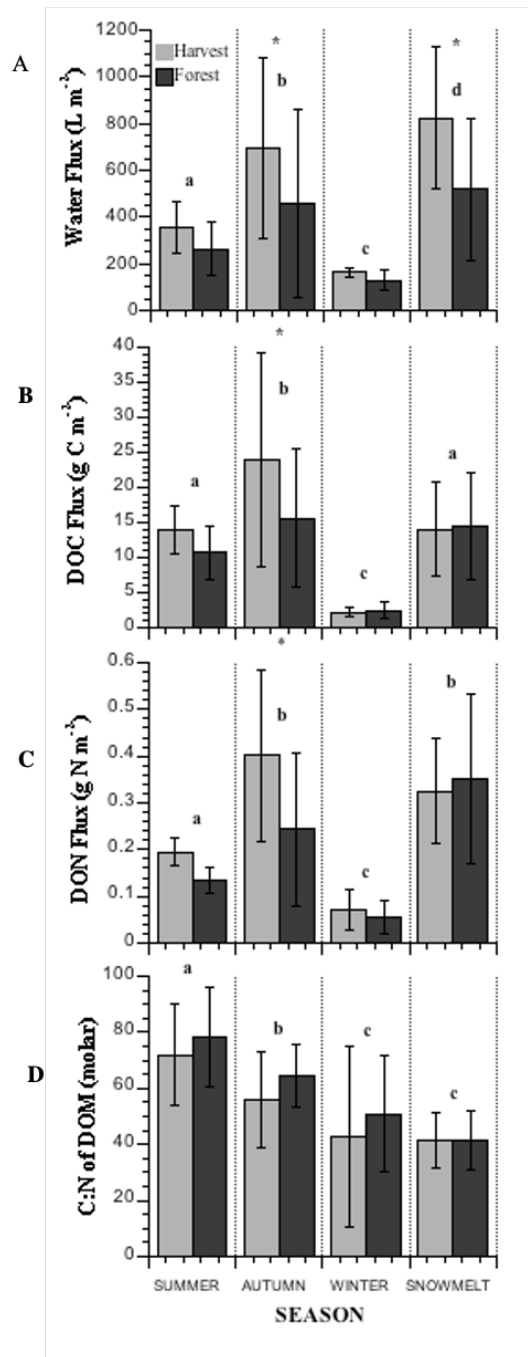 A
1200
1000
800
600
400
200
0
Water Flux (L m⁻²)
Harvest
Forest
a
*
b
c
*
d
B
40
35
30
25
20
15
10
5
0
DOC Flux (g C m⁻²)
a
*
b
c
a
C
0.6
0.5
0.4
0.3
0.2
0.1
0
DON Flux (g N m⁻²)
a
*
b
c
b
D
100
80
60
40
20
0
C:N of DOM (molar)
a
b
c
c
SUMMER AUTUMN WINTER SNOWMELT
SEASON